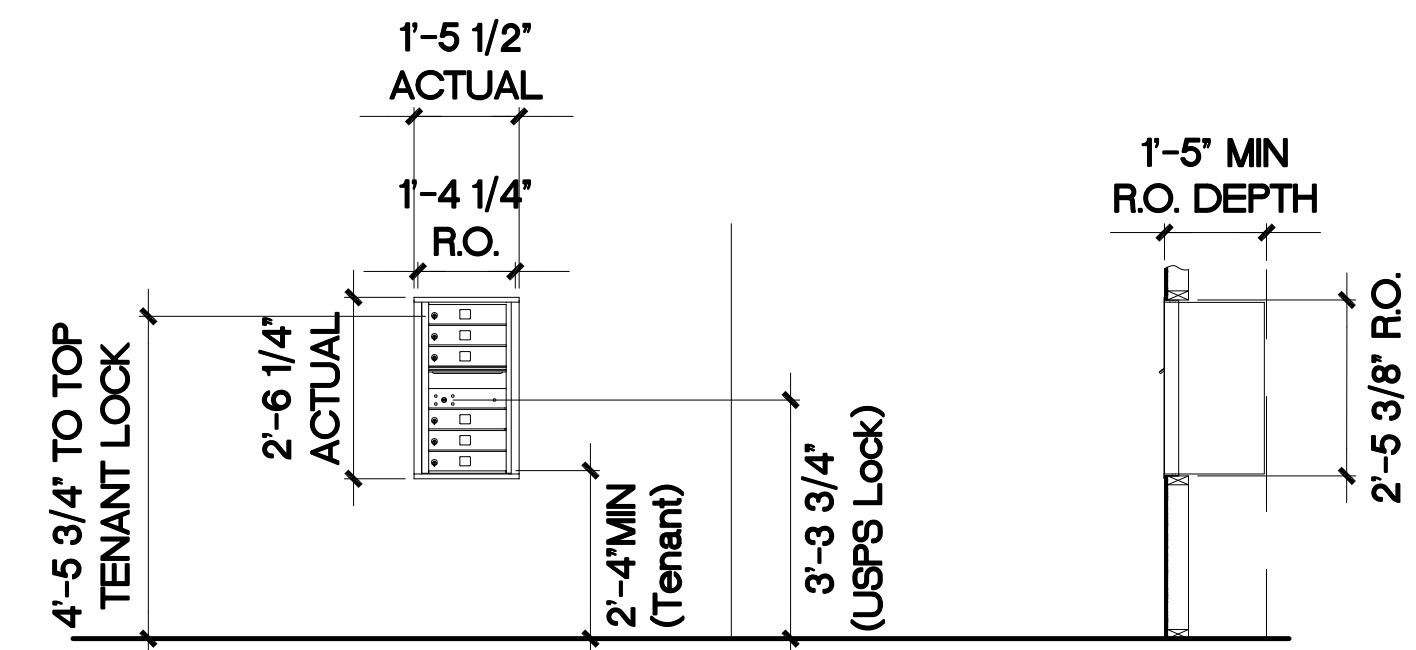 1'-5 1/2"
ACTUAL
1'-4 1/4"
R.O.
4'-5 3/4" TO TOP
TENANT LOCK
2'-6 1/4"
ACTUAL
2'-4"MIN
(Tenant)
3'-3 3/4"
(USPS Lock)
1'-5" MIN
R.O. DEPTH
2'-5 3/8" R.O.